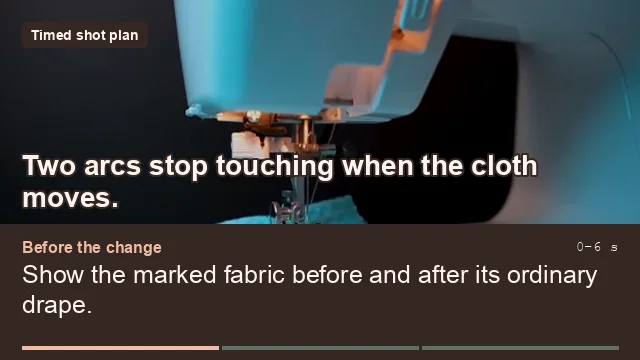 Timed shot plan
Two arcs stop touching when the cloth
moves.
Before the change
0–6 s
Show the marked fabric before and after its ordinary
drape.